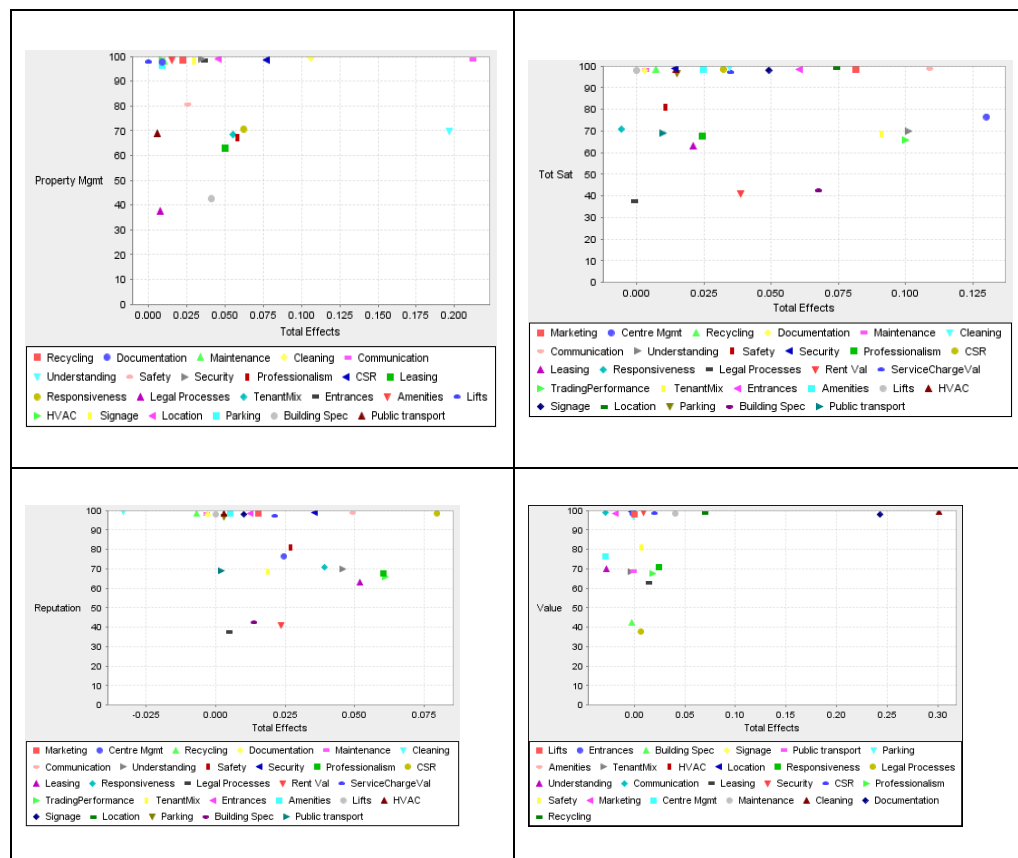 100
90
80
70
60
Property Mgmt
50
40
30
20
10
0
0.000 0.025 0.050 0.075 0.100 0.125 0.150 0.175 0.200
Total Effects
Recycling Documentation Maintenance Cleaning Communication
Understanding Safety Security Professionalism CSR Leasing
Responsiveness Legal Processes TenantMix Entrances Amenities Lifts
HVAC Signage Location Parking Building Spec Public transport
100
90
80
70
60
Tot Sat
50
40
30
20
10
0
0.000 0.025 0.050 0.075 0.100 0.125
Total Effects
Marketing Centre Mgmt Recycling Documentation Maintenance Cleaning
Communication Understanding Safety Security Professionalism CSR
Leasing Responsiveness Legal Processes Rent Val ServiceChargeVal
TradingPerformance TenantMix Entrances Amenities Lifts HVAC
Signage Location Parking Building Spec Public transport
100
90
80
70
60
50
Reputation
40
30
20
10
0
-0.025 0.000 0.025 0.050 0.075
Total Effects
Marketing Centre Mgmt Recycling Documentation Maintenance Cleaning
Communication Understanding Safety Security Professionalism CSR
Leasing Responsiveness Legal Processes Rent Val ServiceChargeVal
TradingPerformance TenantMix Entrances Amenities Lifts HVAC
Signage Location Parking Building Spec Public transport
100
90
80
70
60
50
Value
40
30
20
10
0
0.00 0.05 0.10 0.15 0.20 0.25 0.30
Total Effects
Lifts Entrances Building Spec Signage Public transport Parking
Amenities TenantMix HVAC Location Responsiveness Legal Processes
Understanding Communication Leasing Security CSR Professionalism
Safety Marketing Centre Mgmt Maintenance Cleaning Documentation
Recycling